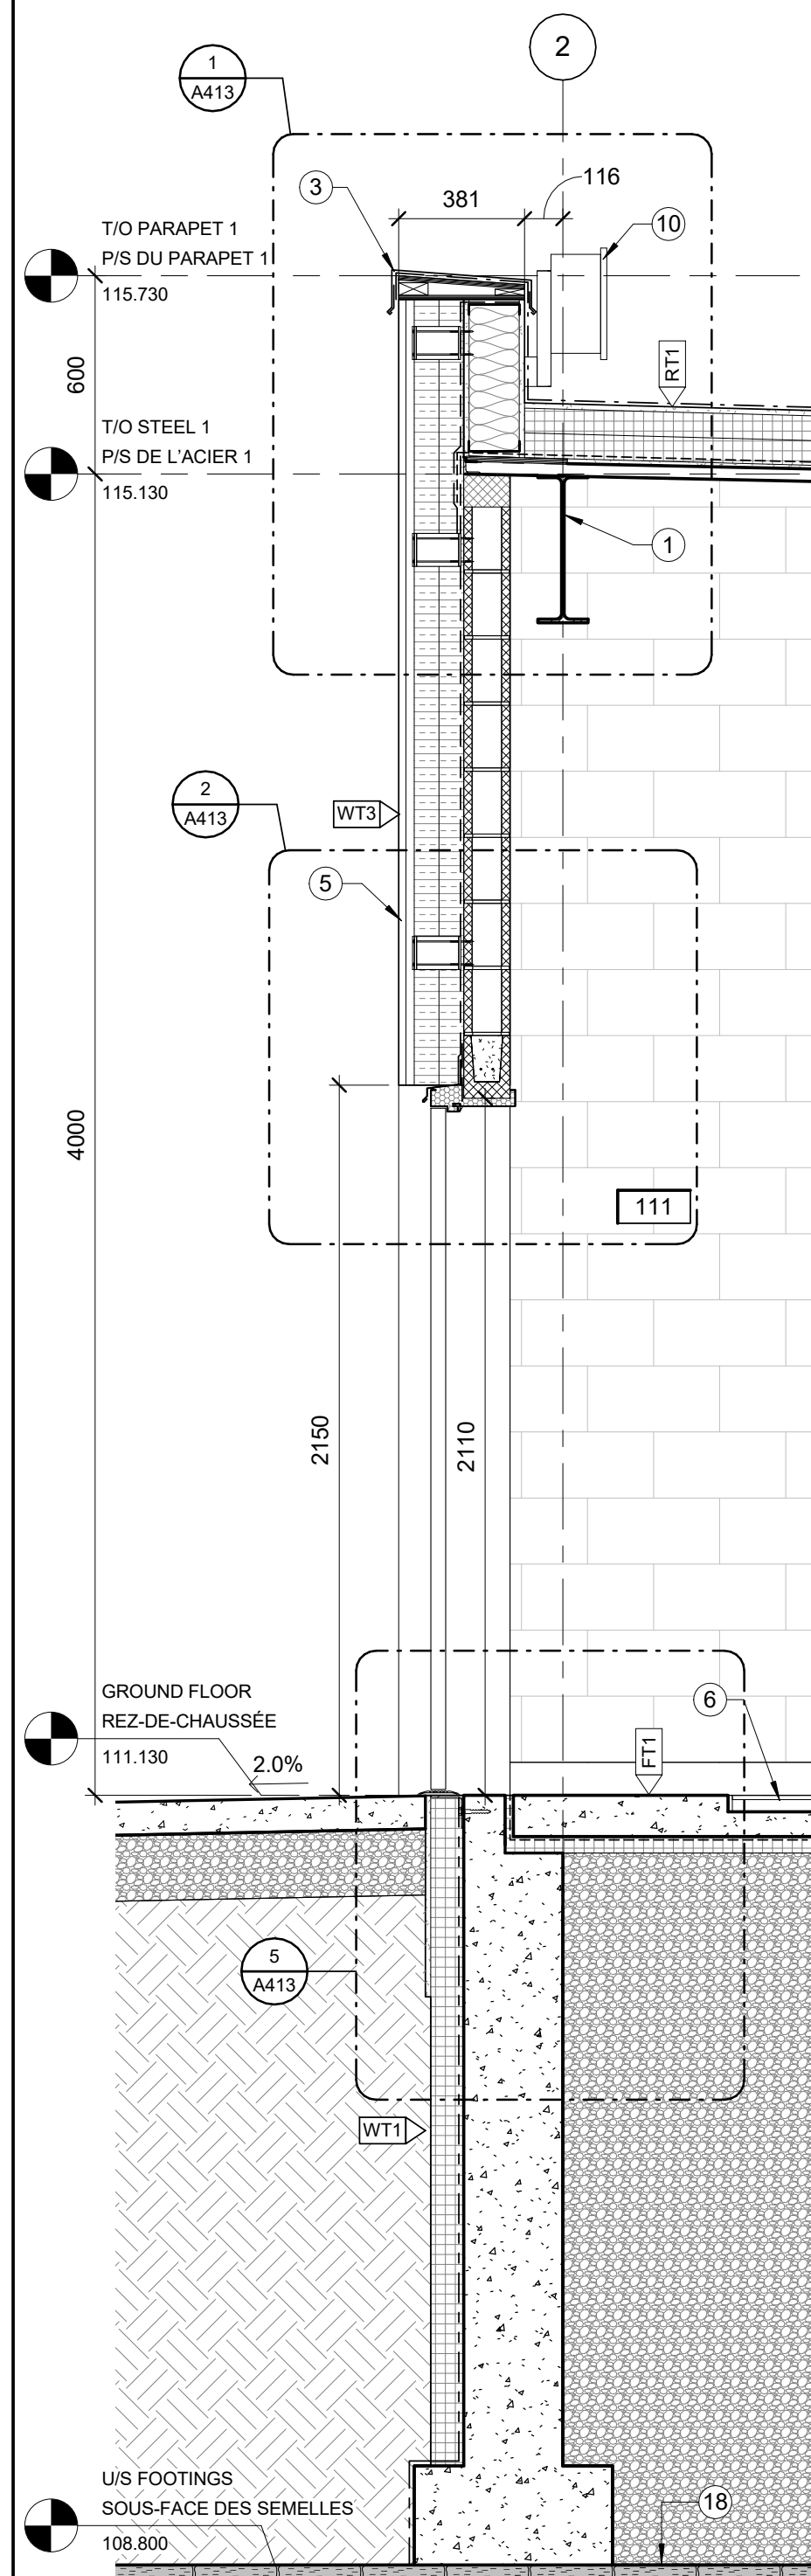 2
1
A413
3
381
116
10
T/O PARAPET 1
P/S DU PARAPET 1
115.730
600
RT1
T/O STEEL 1
P/S DE L'ACIER 1
115.130
1
2
A413
WT3
5
4000
111
2150
2110
GROUND FLOOR
REZ-DE-CHAUSSÉE
111.130
2.0%
6
FT1
5
A413
WT1
U/S FOOTINGS
SOUS-FACE DES SEMELLES
108.800
18